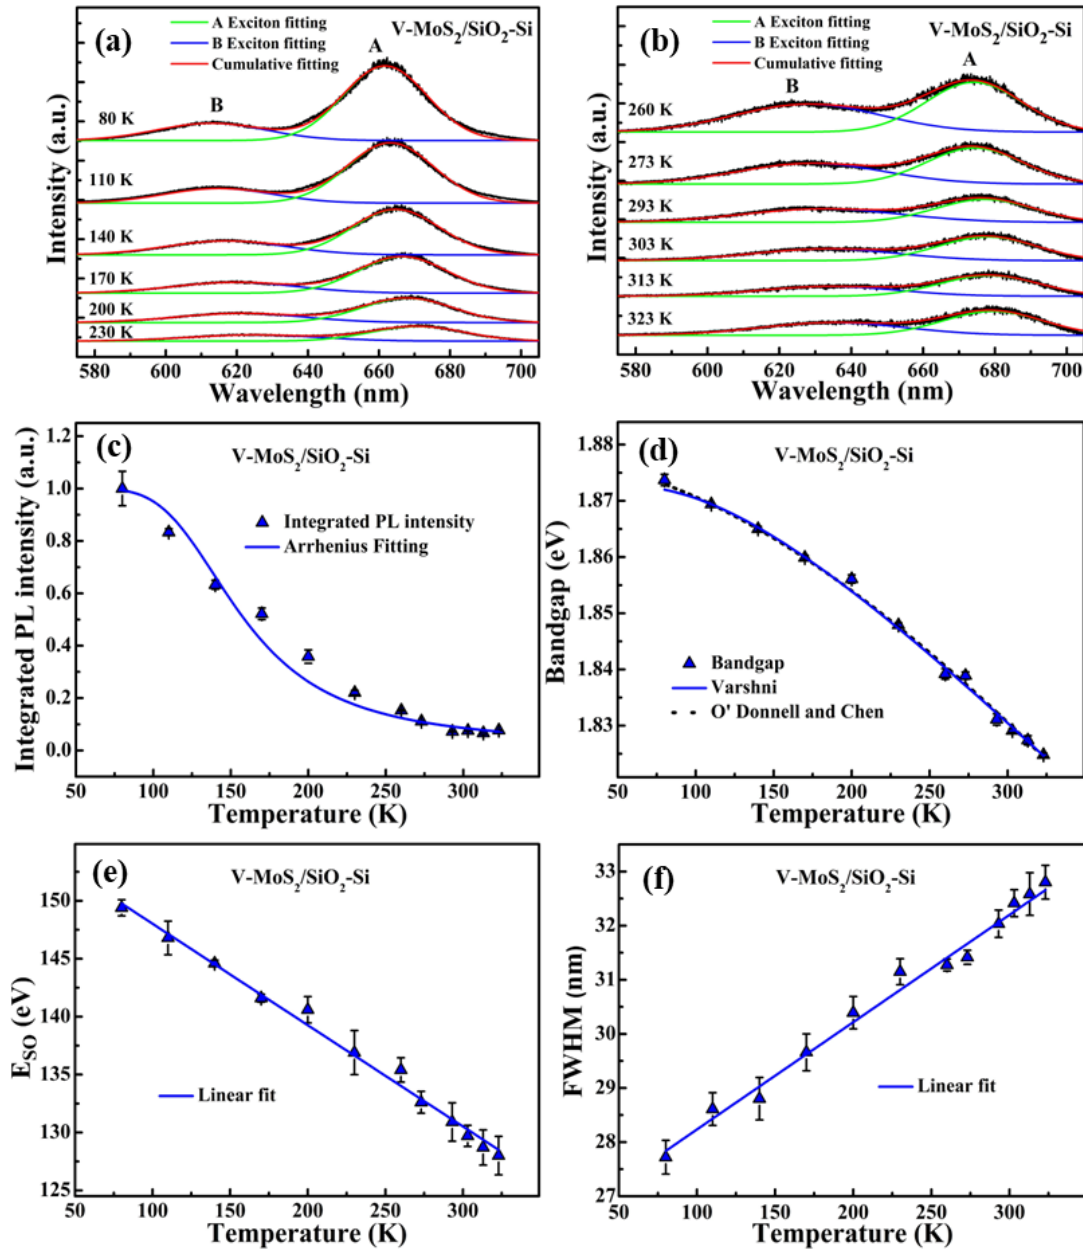 (a)
A Exciton fitting
B Exciton fitting
Cumulative fitting
V-MoS₂/SiO₂-Si
A
B
80 K
110 K
140 K
170 K
200 K
230 K
Intensity (a.u.)
580 600 620 640 660 680 700
Wavelength (nm)
(b)
A Exciton fitting
B Exciton fitting
Cumulative fitting
V-MoS₂/SiO₂-Si
A
B
260 K
273 K
293 K
303 K
313 K
323 K
Intensity (a.u.)
580 600 620 640 660 680 700
Wavelength (nm)
(c)
V-MoS₂/SiO₂-Si
Integrated PL intensity
Arrhenius Fitting
Integrated PL intensity (a.u.)
1.2
1.0
0.8
0.6
0.4
0.2
0.0
50 100 150 200 250 300
Temperature (K)
(d)
V-MoS₂/SiO₂-Si
Bandgap
Varshni
O' Donnell and Chen
Bandgap (eV)
1.88
1.87
1.86
1.85
1.84
1.83
50 100 150 200 250 300
Temperature (K)
(e)
V-MoS₂/SiO₂-Si
Linear fit
E_SO (eV)
150
145
140
135
130
125
50 100 150 200 250 300
Temperature (K)
(f)
V-MoS₂/SiO₂-Si
Linear fit
FWHM (nm)
33
32
31
30
29
28
27
50 100 150 200 250 300
Temperature (K)